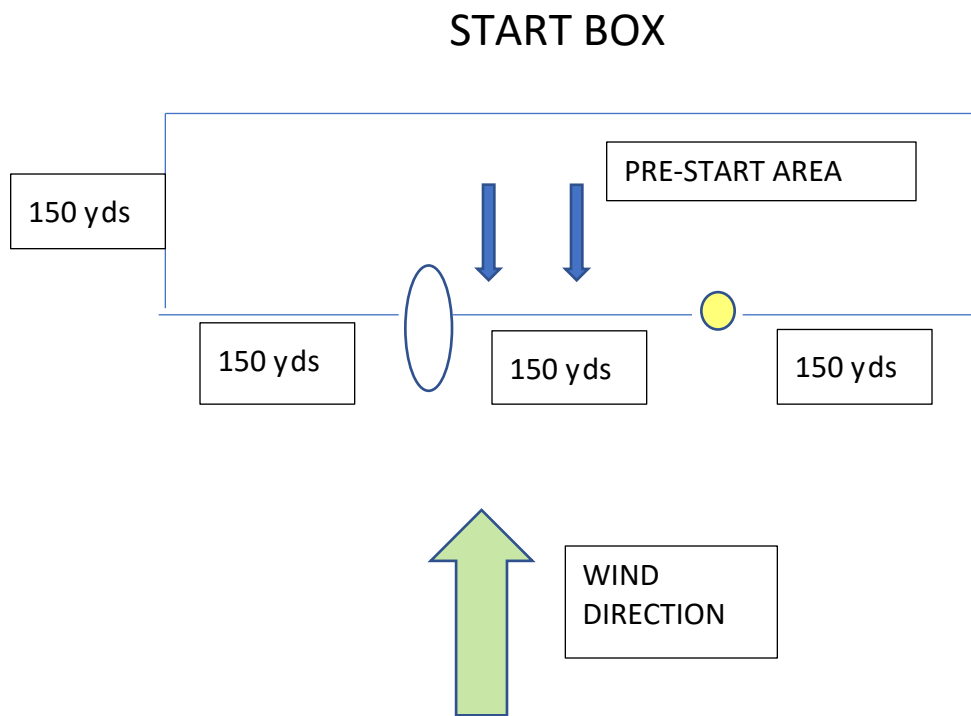 START BOX
PRE-START AREA
150 yds
150 yds
150 yds
150 yds
WIND
DIRECTION